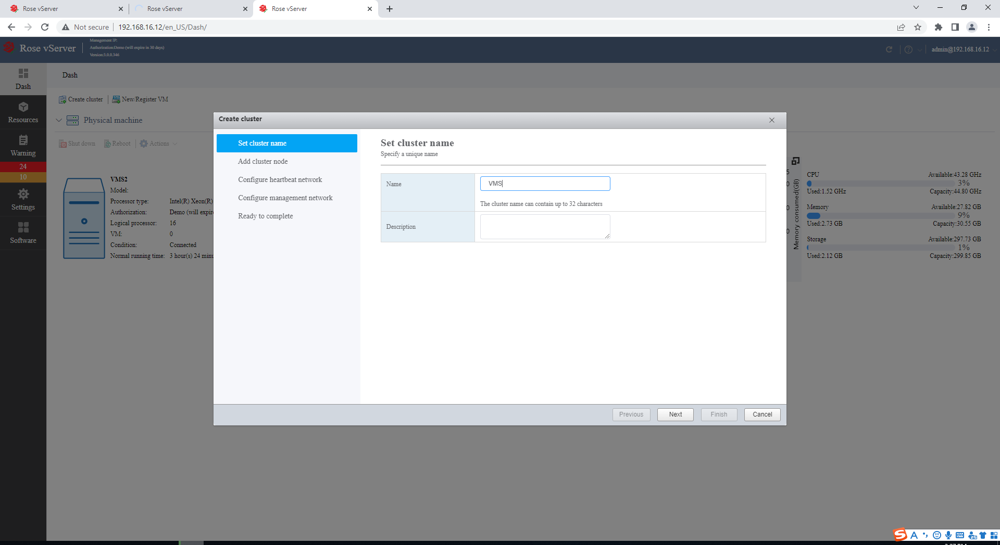 Rose vServer
Rose vServer
Rose vServer
Not secure
192.168.16.12/en_US/Dash/
Rose vServer
Management IP:
Authorization:Demo (will expire in 30 days)
Version:3.0.0.346
admin@192.168.16.12
Dash
Resources
Warning
24
10
Settings
Software
Dash
Create cluster
New/Register VM
Physical machine
Shut down
Reboot
Actions
VMS2
Model:
Processor type: Intel(R) Xeon(R)
Authorization: Demo (will expire
Logical processor: 16
VM: 0
Condition: Connected
Normal running time: 3 hour(s) 24 minu
Create cluster
Set cluster name
Add cluster node
Configure heartbeat network
Configure management network
Ready to complete
Set cluster name
Specify a unique name
Name
VMS
The cluster name can contain up to 32 characters
Description
Previous
Next
Finish
Cancel
5
0
0
0
Memory consumed(GB)
CPU Available:43.28 GHz
3%
Used:1.52 GHz Capacity:44.80 GHz
Memory Available:27.82 GB
9%
Used:2.73 GB Capacity:30.55 GB
Storage Available:297.73 GB
1%
Used:2.12 GB Capacity:299.85 GB